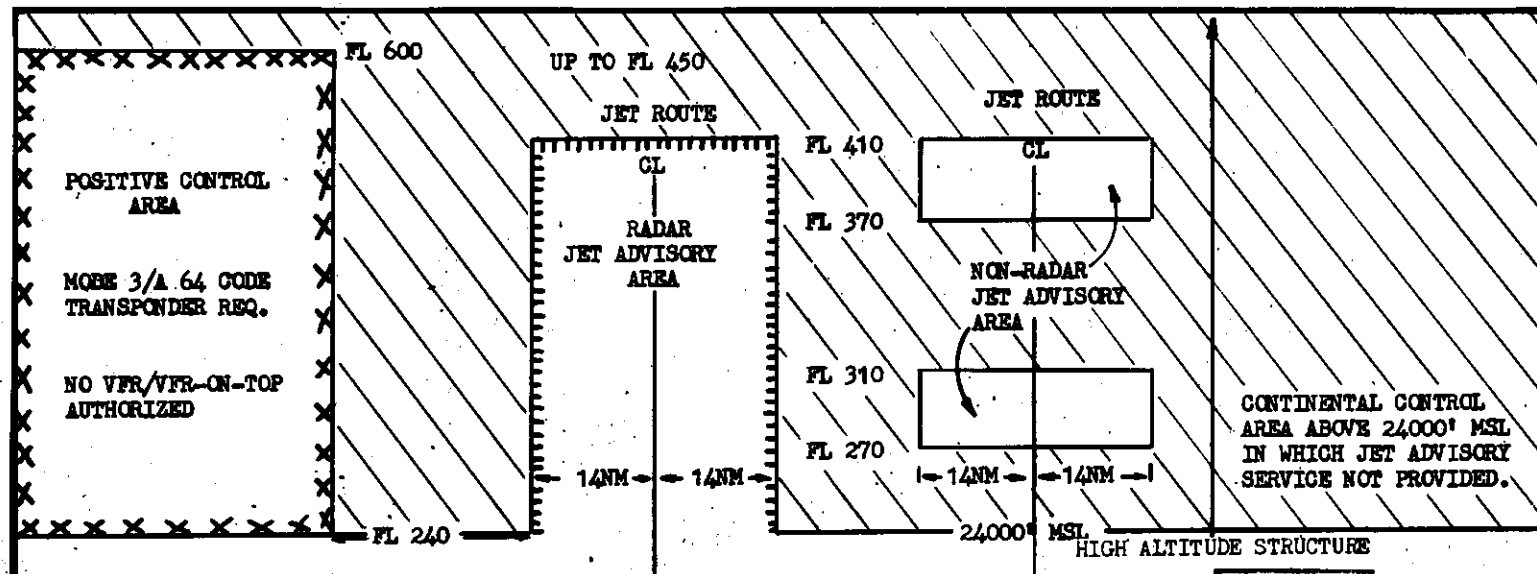 FL 600
POSITIVE CONTROL
AREA
MODE 3/A 64 CODE
TRANSPONDER REQ.
NO VFR/VFR-ON-TOP
AUTHORIZED
FL 240
UP TO FL 450
JET ROUTE
CL
RADAR
JET ADVISORY
AREA
14NM
14NM
JET ROUTE
FL 410
CL
FL 370
NON-RADAR
JET ADVISORY
AREA
FL 310
FL 270
14NM
14NM
24000' MSL
CONTINENTAL CONTROL
AREA ABOVE 24000' MSL
IN WHICH JET ADVISORY
SERVICE NOT PROVIDED.
HIGH ALTITUDE STRUCTURE